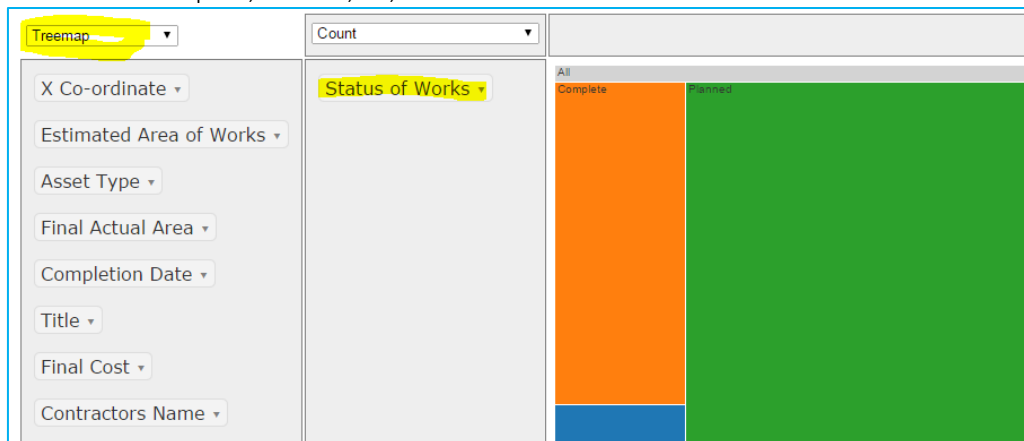 Treemap
Count
X Co-ordinate
Estimated Area of Works
Asset Type
Final Actual Area
Completion Date
Title
Final Cost
Contractors Name
Status of Works
All
Complete
Planned